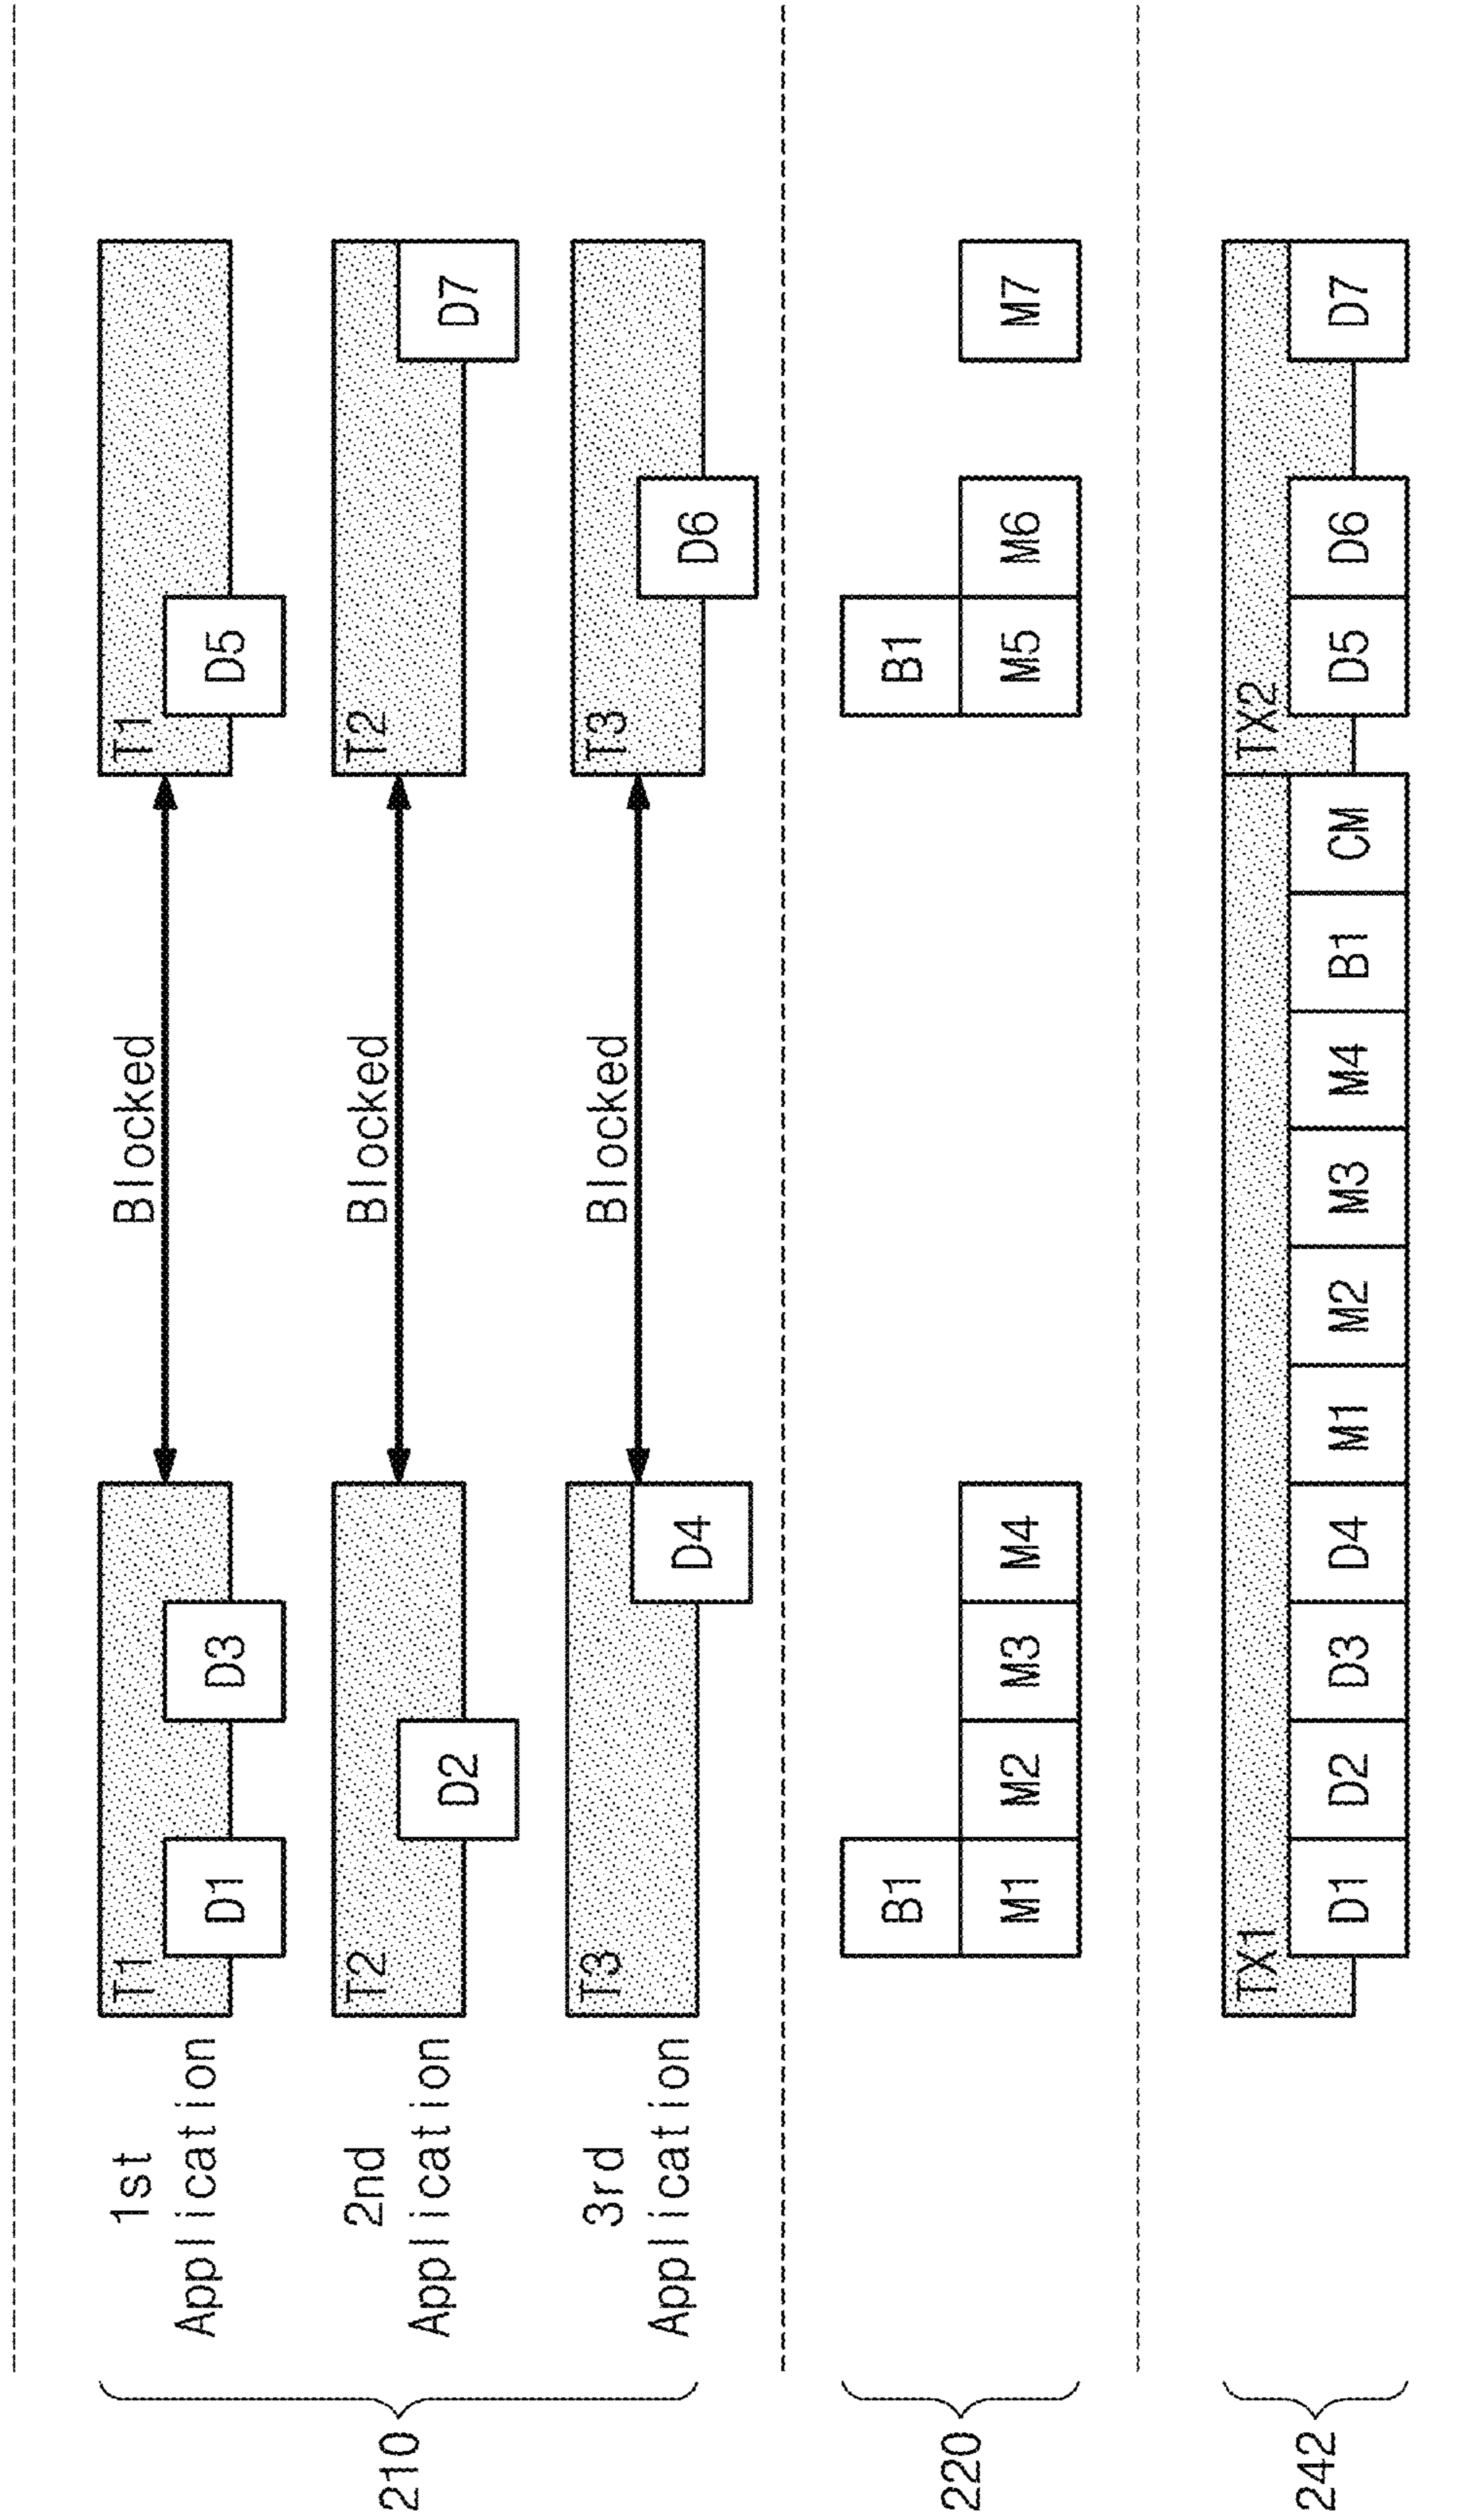 1st
Application
T1
D1
D3
Blocked
T1
D5
2nd
Application
T2
D2
Blocked
T2
D7
3rd
Application
T3
D4
Blocked
T3
D6
210
B1
B1
M1 M2 M3 M4 M5 M6 M7
220
TX1 TX2
D1 D2 D3 D4 M1 M2 M3 M4 B1 CM D5 D6 D7
242